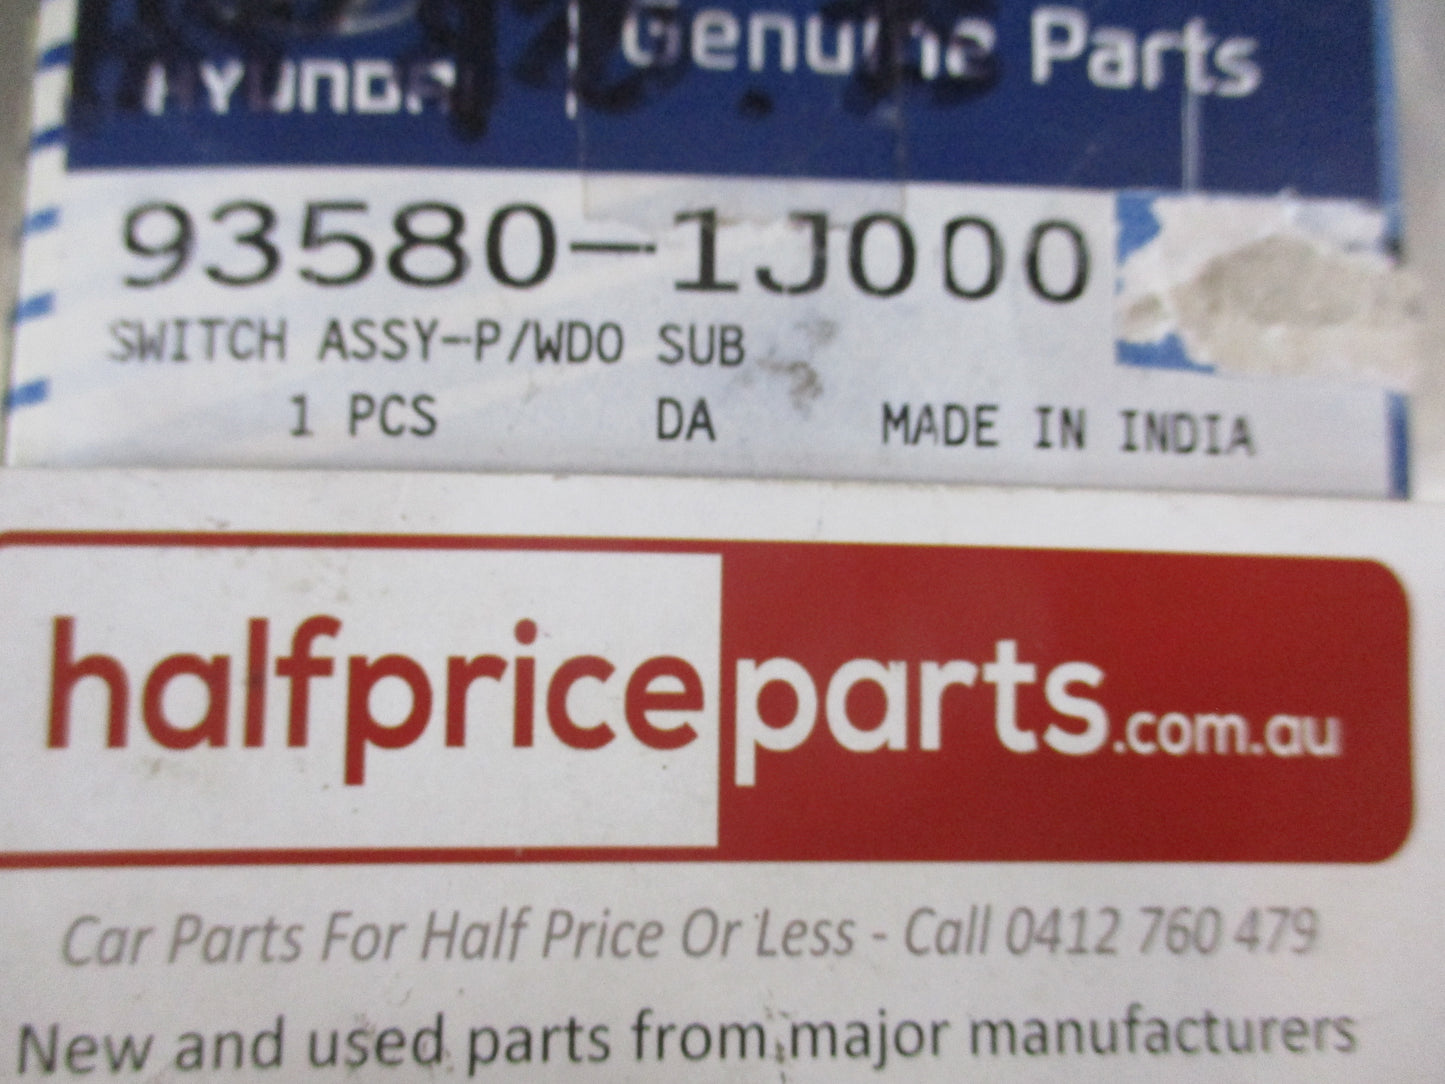 HYUNDAI Genuine Parts
93580-1J000
SWITCH ASSY-P/WDO SUB
1 PCS DA MADE IN INDIA
halfpriceparts.com.au
Car Parts For Half Price Or Less - Call 0412 760 479
New and used parts from major manufacturers